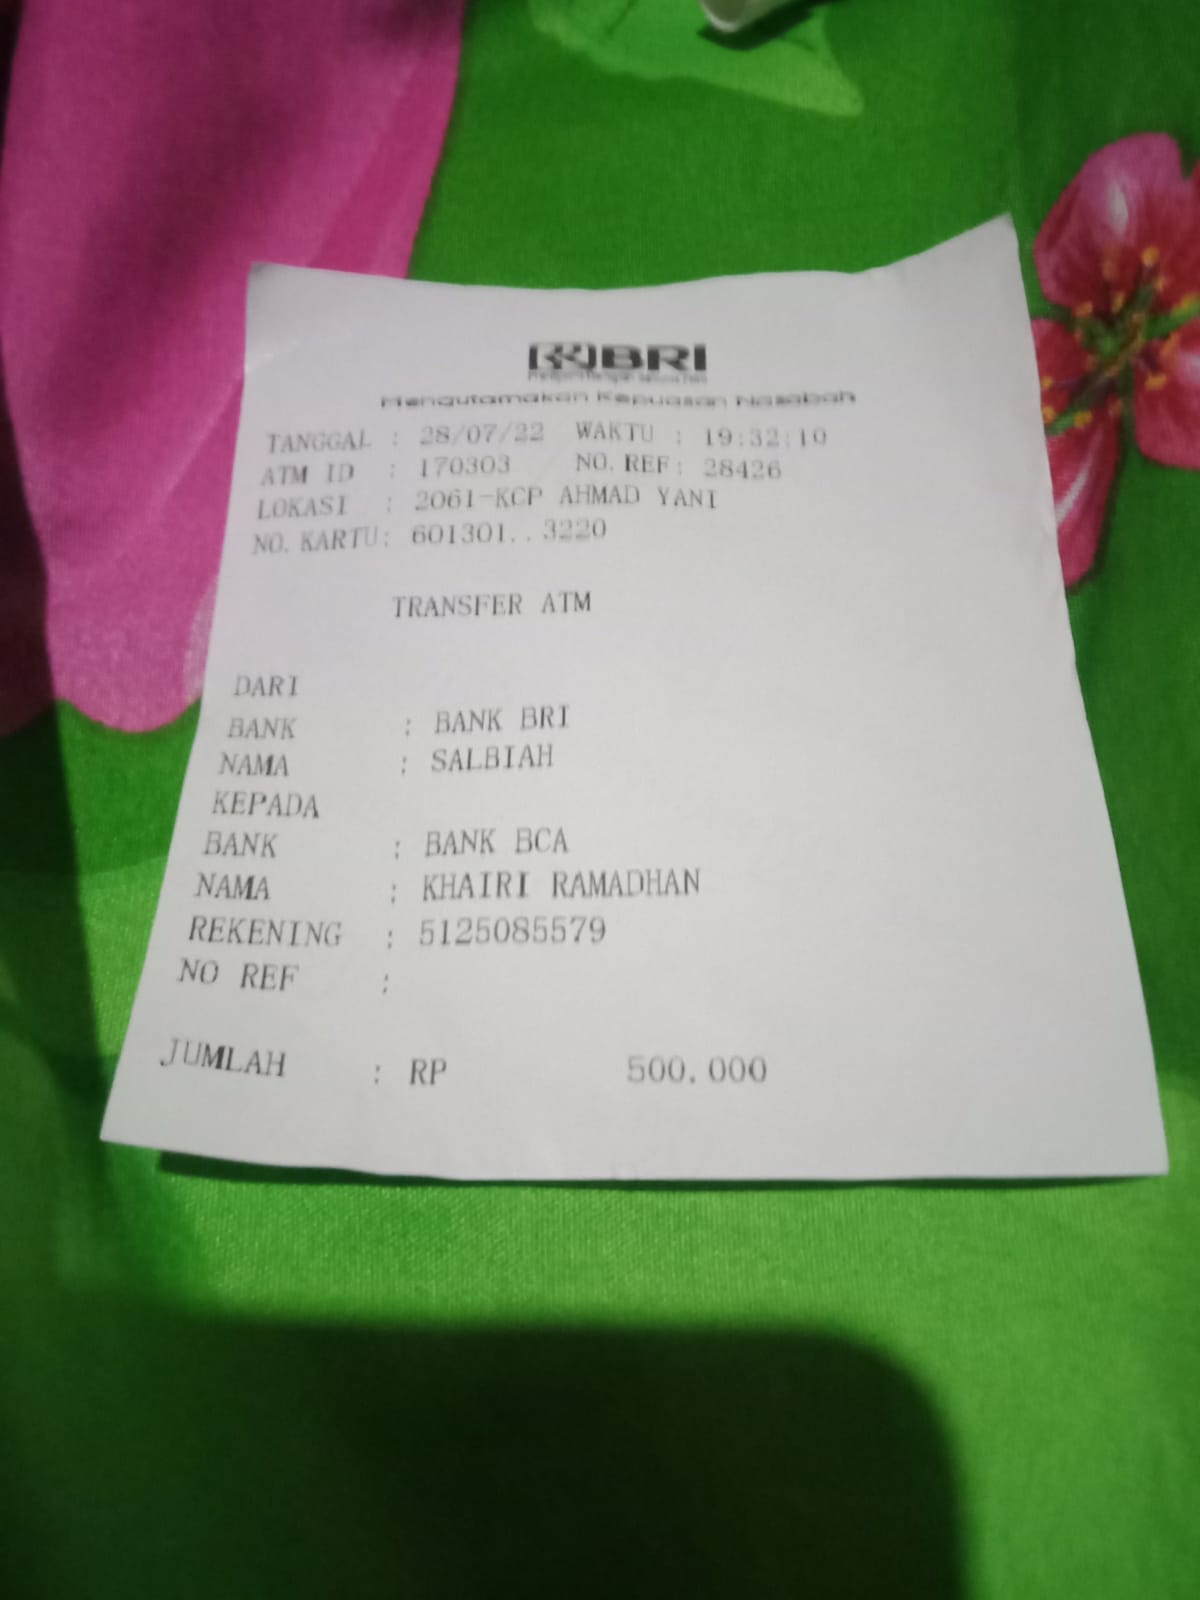 BRI
Mengutamakan Kepuasan Nasabah
TANGGAL : 28/07/22 WAKTU : 19:32:10
ATM ID : 170303 NO. REF : 28426
LOKASI : 2061-KCP AHMAD YANI
NO. KARTU: 601301..3220
TRANSFER ATM
DARI
BANK : BANK BRI
NAMA : SALBIAH
KEPADA
BANK : BANK BCA
NAMA : KHAIRI RAMADHAN
REKENING : 5125085579
NO REF :
JUMLAH : RP 500.000